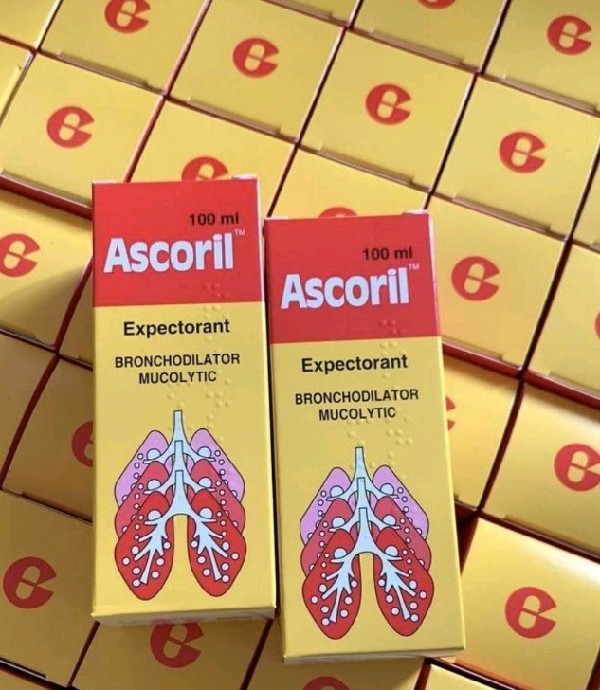 100 ml
Ascoril™
Expectorant
BRONCHODILATOR
MUCOLYTIC
100 ml
Ascoril™
Expectorant
BRONCHODILATOR
MUCOLYTIC